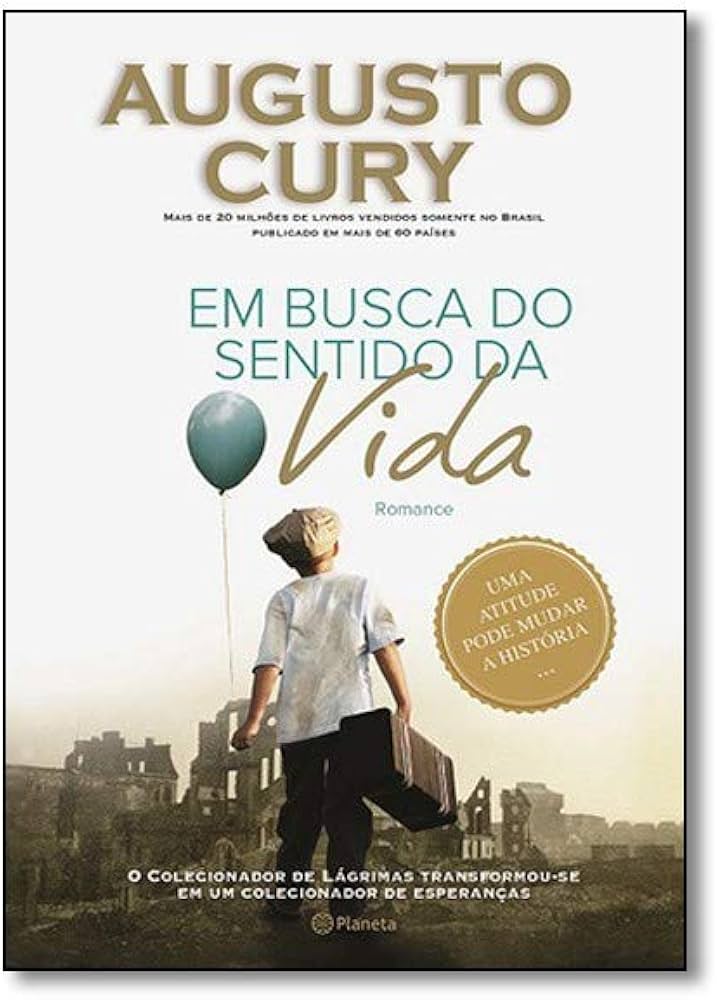 AUGUSTO
CURY
MAIS DE 20 MILHÕES DE LIVROS VENDIDOS SOMENTE NO BRASIL
PUBLICADO EM MAIS DE 60 PAÍSES
EM BUSCA DO
SENTIDO DA
Vida
Romance
UMA
ATITUDE
PODE MUDAR
A HISTÓRIA
...
O COLECIONADOR DE LÁGRIMAS TRANSFORMOU-SE
EM UM COLECIONADOR DE ESPERANÇAS
Planeta